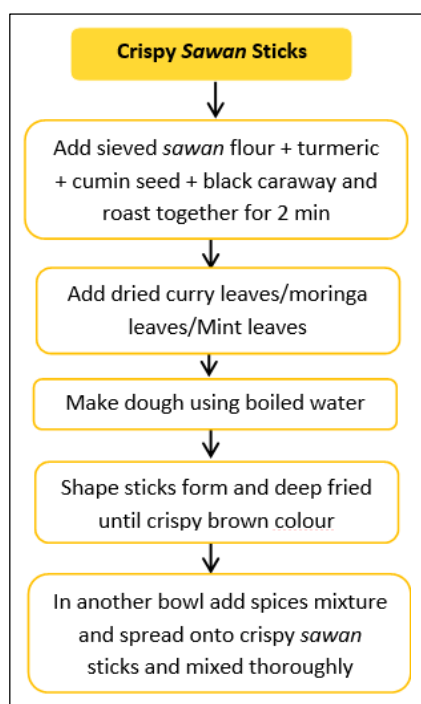 Crispy Sawan Sticks
Add sieved sawan flour + turmeric
+ cumin seed + black caraway and
roast together for 2 min
Add dried curry leaves/moringa
leaves/Mint leaves
Make dough using boiled water
Shape sticks form and deep fried
until crispy brown colour
In another bowl add spices mixture
and spread onto crispy sawan
sticks and mixed thoroughly